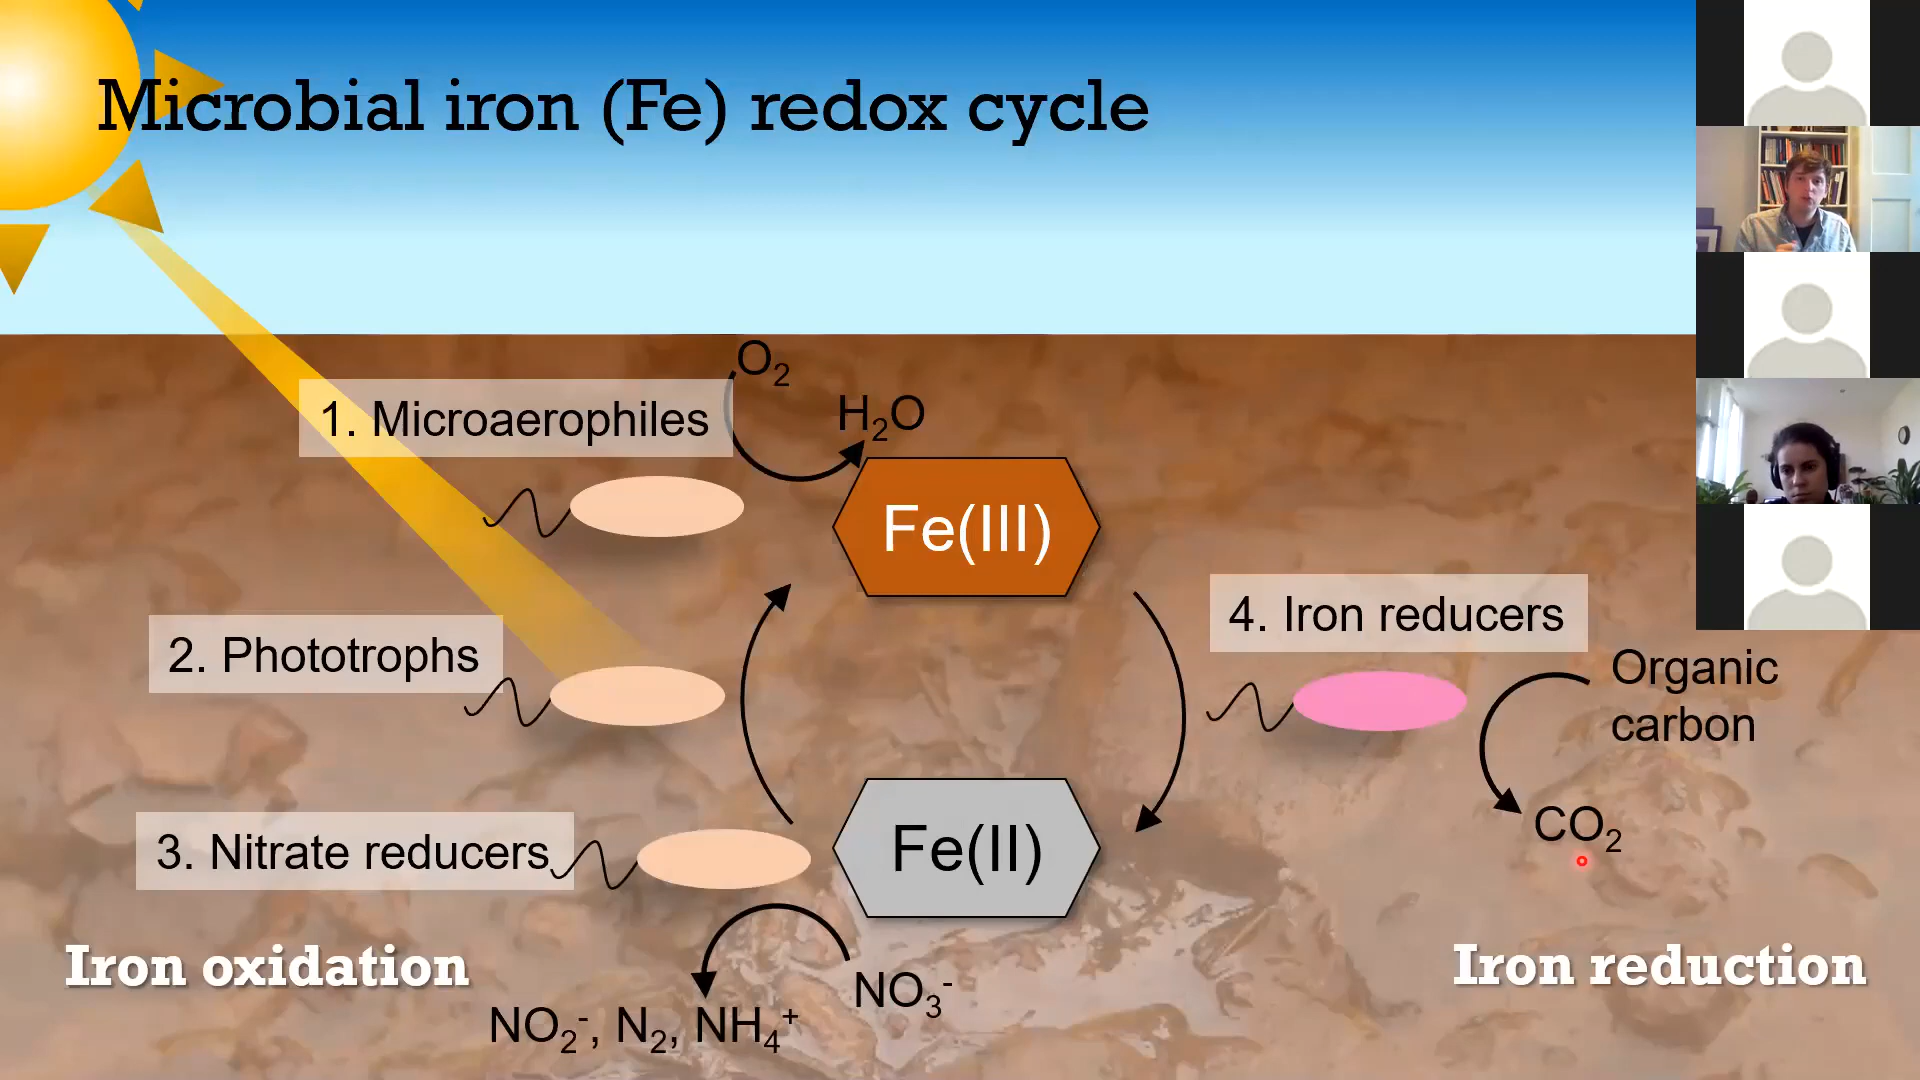 Microbial iron (Fe) redox cycle
O₂
H₂O
1. Microaerophiles
Fe(III)
2. Phototrophs
4. Iron reducers
Organic
carbon
CO₂
3. Nitrate reducers
Fe(II)
Iron oxidation
Iron reduction
NO₃⁻
NO₂⁻, N₂, NH₄⁺